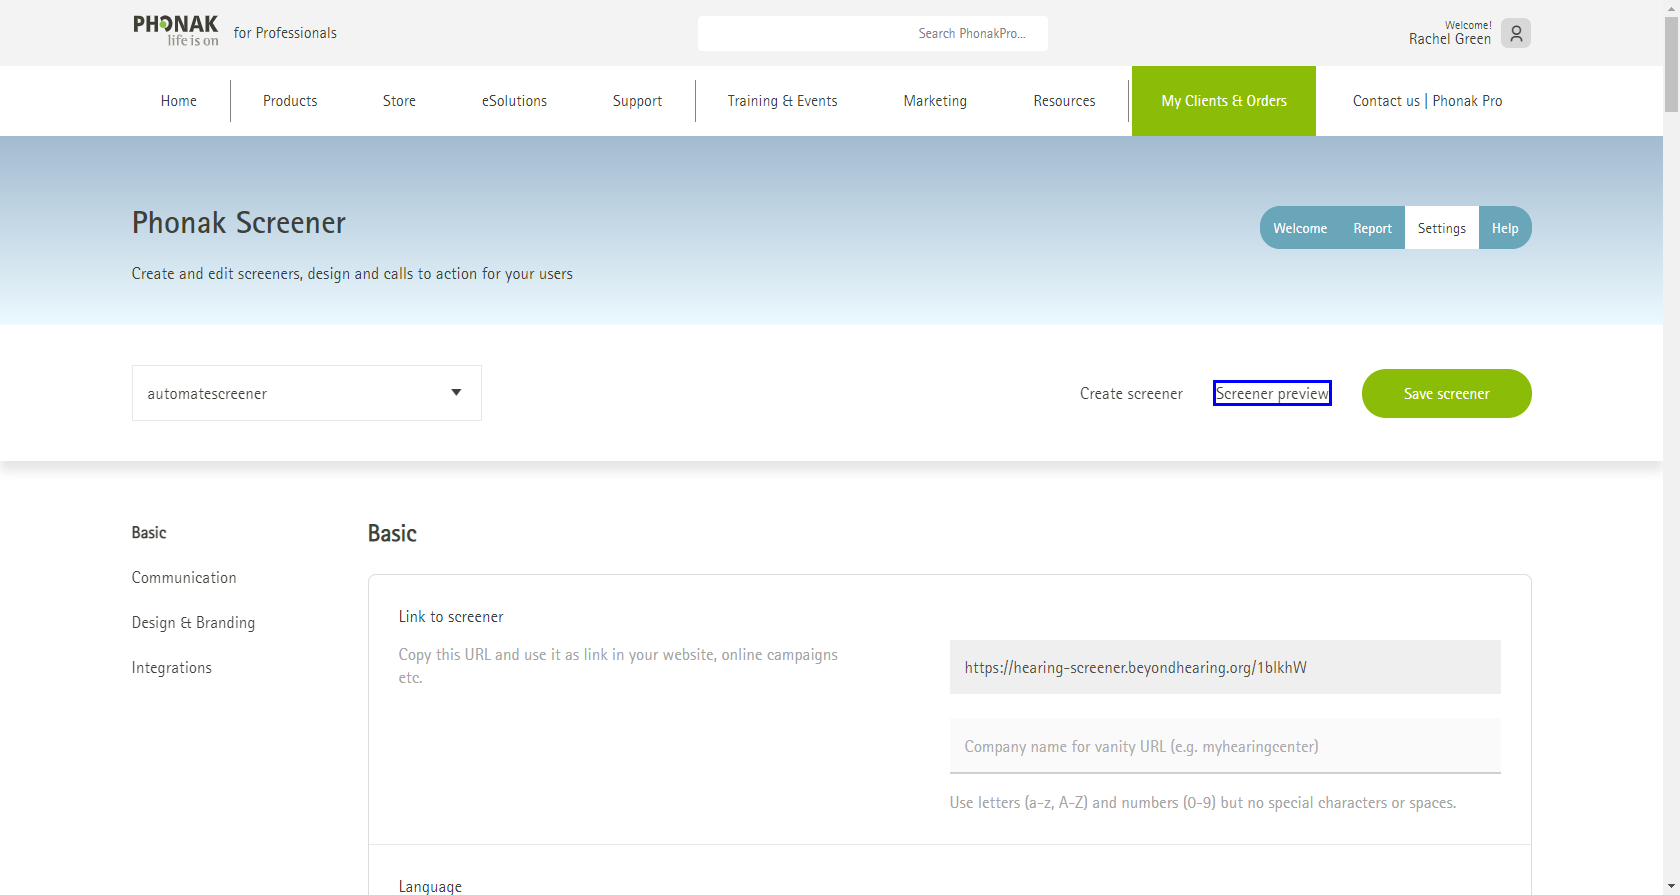 PHONAK
life is on
for Professionals
Search PhonakPro...
Welcome!
Rachel Green
Home
Products
Store
eSolutions
Support
Training & Events
Marketing
Resources
My Clients & Orders
Contact us | Phonak Pro
Phonak Screener
Welcome
Report
Settings
Help
Create and edit screeners, design and calls to action for your users
automatescreener
Create screener
Screener preview
Save screener
Basic
Communication
Design & Branding
Integrations
Basic
Link to screener
Copy this URL and use it as link in your website, online campaigns
etc.
https://hearing-screener.beyondhearing.org/1blkhW
Company name for vanity URL (e.g. myhearingcenter)
Use letters (a-z, A-Z) and numbers (0-9) but no special characters or spaces.
Language